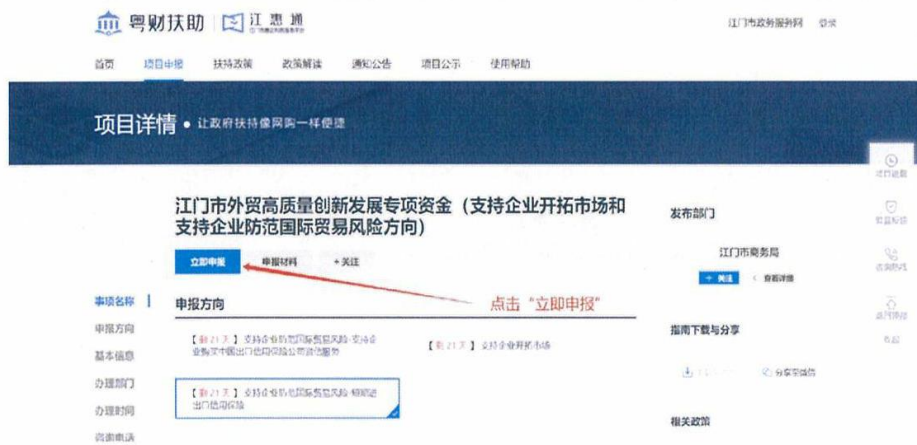 粤财扶助 江惠通
江门市政务服务网 登录
首页 项目申报 扶持政策 政策解读 通知公告 项目公示 使用帮助
项目详情 • 让政府扶持像网购一样便捷
江门市外贸高质量创新发展专项资金(支持企业开拓市场和
支持企业防范国际贸易风险方向)
立即申报 申报材料 +关注
点击“立即申报”
事项名称
申报方向
基本信息
办理部门
办理时间
咨询电话
申报方向
【剩 21 天】支持企业防范国际贸易风险-支持企
业购买中国出口信用保险公司资信服务
【剩 21 天】支持企业开拓市场
【剩 21 天】支持企业防范国际贸易风险-短期进
出口信用保险
发布部门
江门市商务局
+ 关注 查看详细
指南下载与分享
分享至微信
相关政策
收起